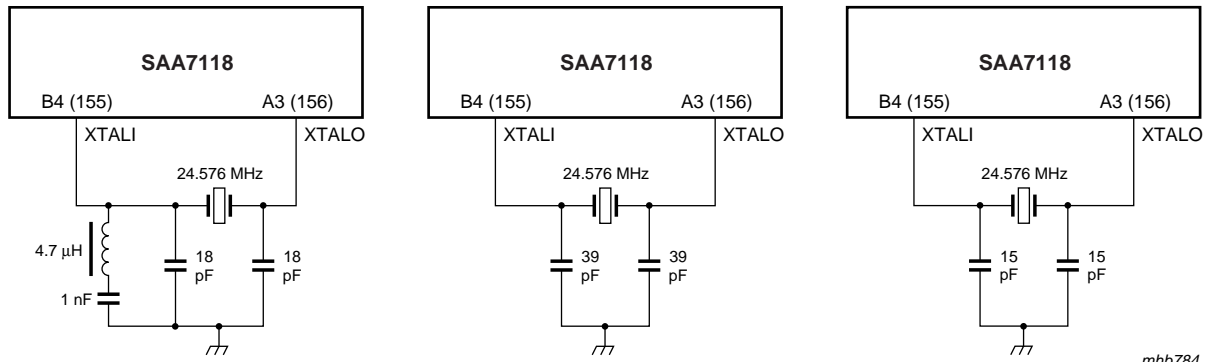 SAA7118
B4 (155)
A3 (156)
XTALI
XTALO
24.576 MHz
4.7 μH
18
pF
18
pF
1 nF
SAA7118
B4 (155)
A3 (156)
XTALI
XTALO
24.576 MHz
39
pF
39
pF
SAA7118
B4 (155)
A3 (156)
XTALI
XTALO
24.576 MHz
15
pF
15
pF
mhb784